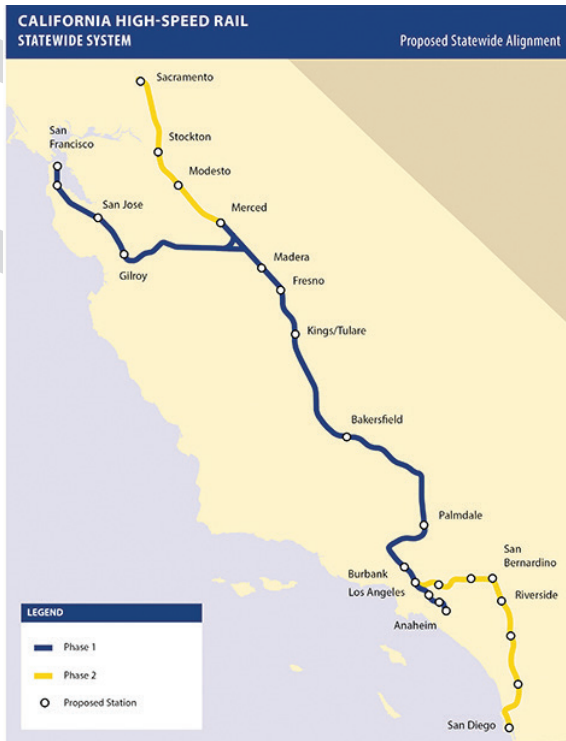 CALIFORNIA HIGH-SPEED RAIL
STATEWIDE SYSTEM
Proposed Statewide Alignment
Sacramento
San
Francisco
Stockton
Modesto
San Jose
Merced
Gilroy
Madera
Fresno
Kings/Tulare
Bakersfield
Palmdale
San
Bernardino
Burbank
Los Angeles
Riverside
Anaheim
San Diego
LEGEND
Phase 1
Phase 2
Proposed Station